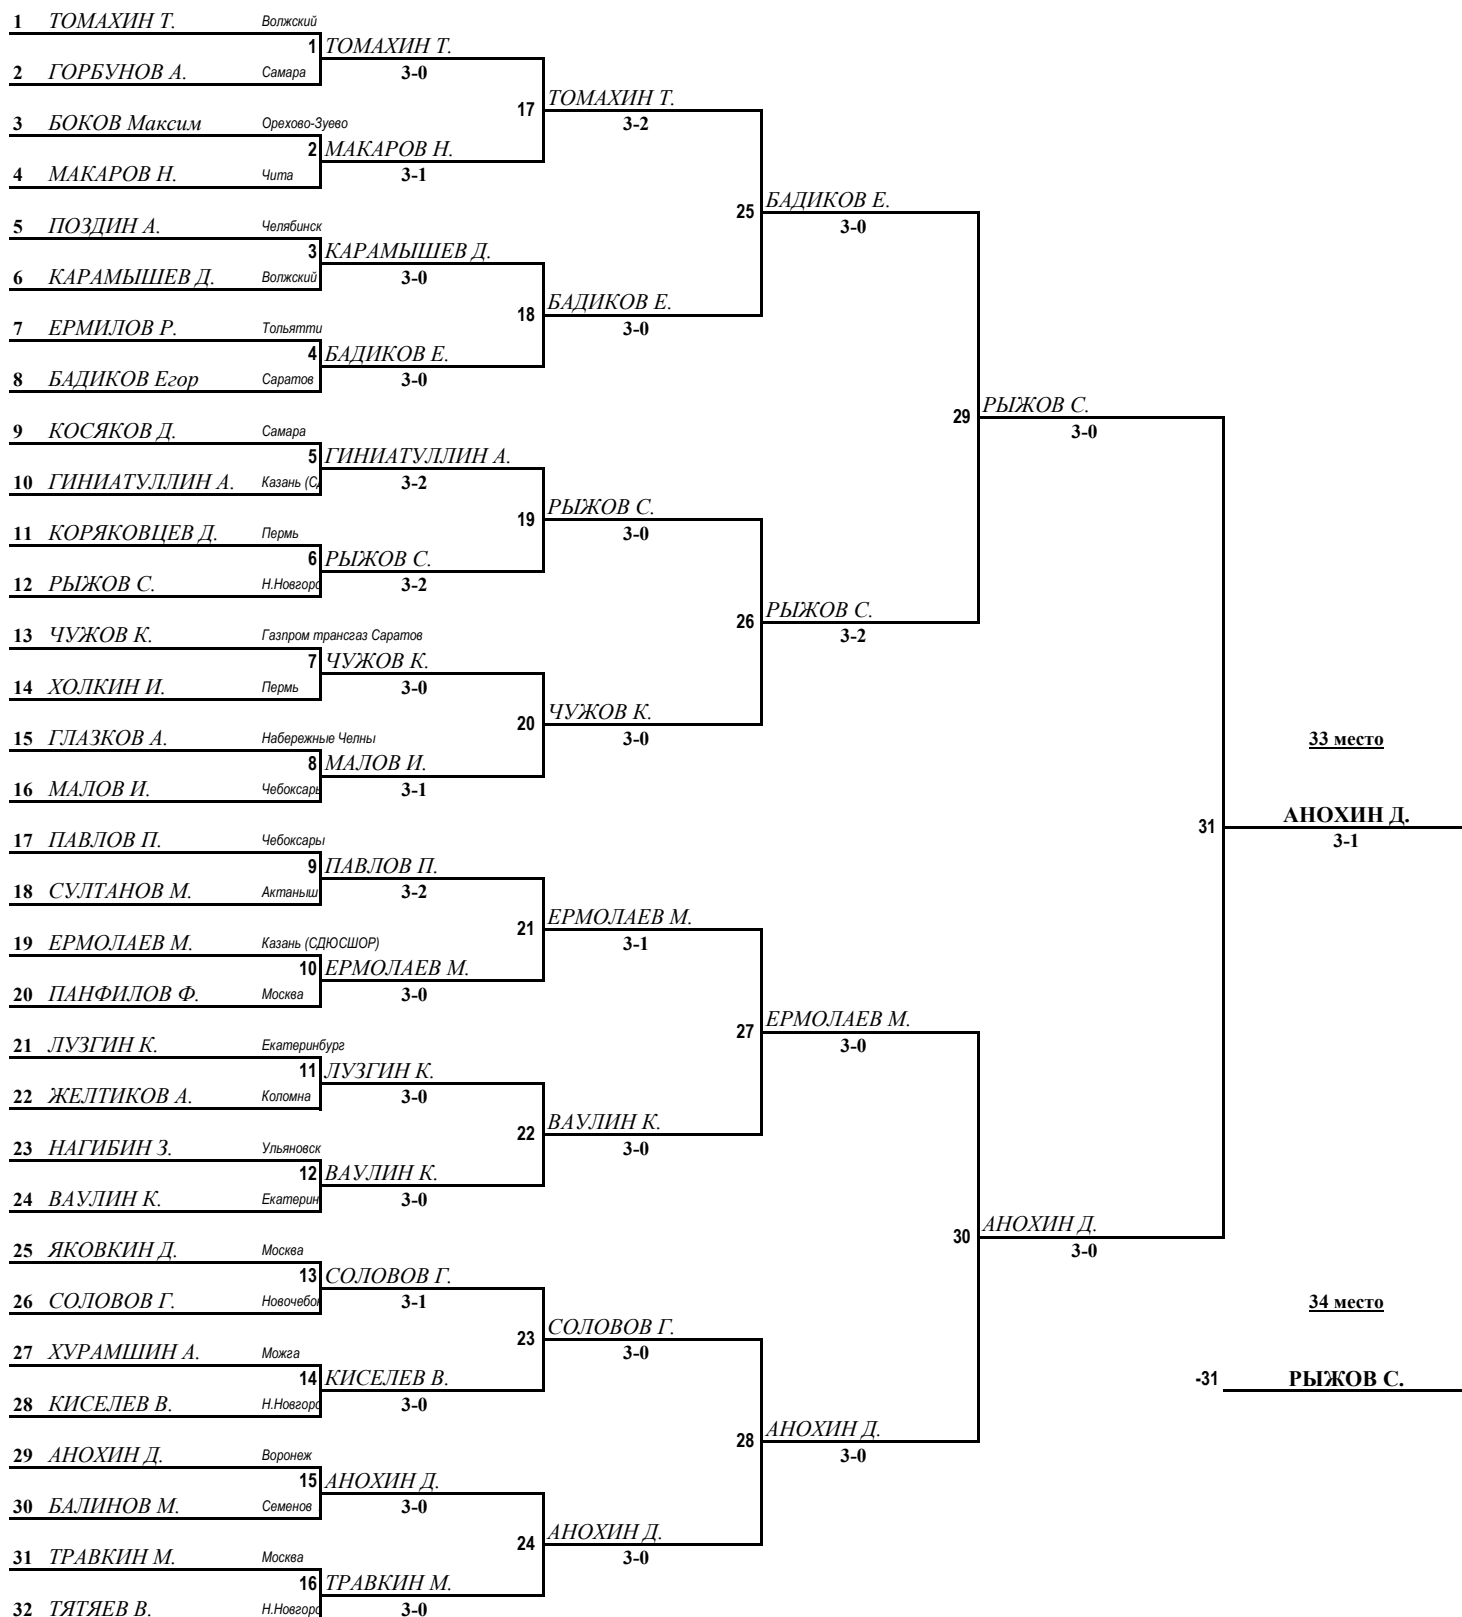 1 ТОМАХИН Т. Волжский
1 ТОМАХИН Т.
2 ГОРБУНОВ А. Самара
3-0
17 ТОМАХИН Т.
3-2
3 БОКОВ Максим Орехово-Зуево
2 МАКАРОВ Н.
4 МАКАРОВ Н. Чита
3-1
25 БАДИКОВ Е.
3-0
5 ПОЗДИН А. Челябинск
3 КАРАМЫШЕВ Д.
6 КАРАМЫШЕВ Д. Волжский
3-0
18 БАДИКОВ Е.
3-0
7 ЕРМИЛОВ Р. Тольятти
4 БАДИКОВ Е.
8 БАДИКОВ Егор Саратов
3-0
29 РЫЖОВ С.
3-0
9 КОСЯКОВ Д. Самара
5 ГИНИАТУЛЛИН А.
10 ГИНИАТУЛЛИН А. Казань (СД
3-2
19 РЫЖОВ С.
3-0
11 КОРЯКОВЦЕВ Д. Пермь
6 РЫЖОВ С.
12 РЫЖОВ С. Н.Новгоро
3-2
26 РЫЖОВ С.
3-2
13 ЧУЖОВ К. Газпром трансгаз Саратов
7 ЧУЖОВ К.
14 ХОЛКИН И. Пермь
3-0
20 ЧУЖОВ К.
3-0
15 ГЛАЗКОВ А. Набережные Челны
33 место
8 МАЛОВ И.
16 МАЛОВ И. Чебоксары
3-1
31 АНОХИН Д.
3-1
17 ПАВЛОВ П. Чебоксары
9 ПАВЛОВ П.
18 СУЛТАНОВ М. Актаныш
3-2
21 ЕРМОЛАЕВ М.
3-1
19 ЕРМОЛАЕВ М. Казань (СДЮСШОР)
10 ЕРМОЛАЕВ М.
20 ПАНФИЛОВ Ф. Москва
3-0
27 ЕРМОЛАЕВ М.
3-0
21 ЛУЗГИН К. Екатеринбург
11 ЛУЗГИН К.
22 ЖЕЛТИКОВ А. Коломна
3-0
22 ВАУЛИН К.
3-0
23 НАГИБИН З. Ульяновск
12 ВАУЛИН К.
24 ВАУЛИН К. Екатерин
3-0
30 АНОХИН Д.
3-0
25 ЯКОВКИН Д. Москва
13 СОЛОВОВ Г.
26 СОЛОВОВ Г. Новочебок
3-1
34 место
23 СОЛОВОВ Г.
3-0
27 ХУРАМШИН А. Можга
14 КИСЕЛЕВ В.
-31 РЫЖОВ С.
28 КИСЕЛЕВ В. Н.Новгоро
3-0
28 АНОХИН Д.
3-0
29 АНОХИН Д. Воронеж
15 АНОХИН Д.
30 БАЛИНОВ М. Семенов
3-0
24 АНОХИН Д.
3-0
31 ТРАВКИН М. Москва
16 ТРАВКИН М.
32 ТЯТЯЕВ В. Н.Новгоро
3-0